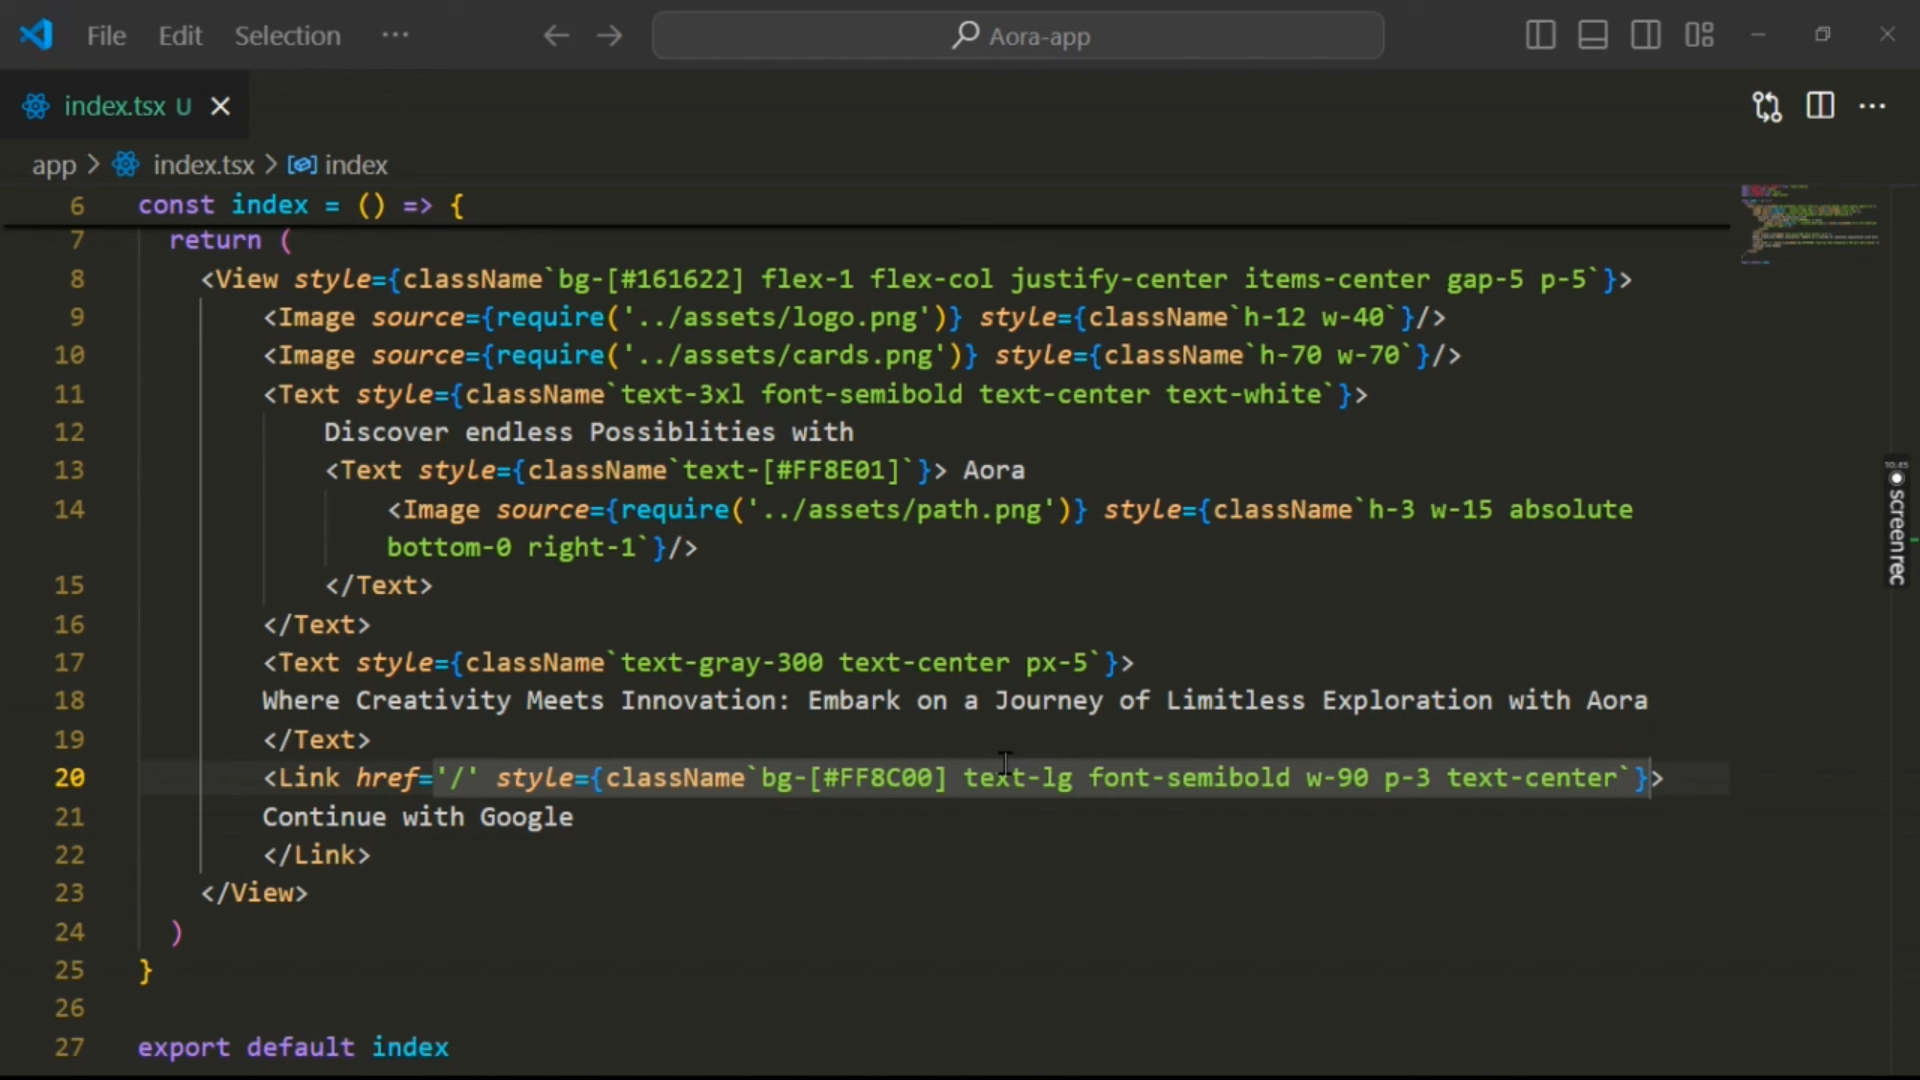 File Edit Selection ··· Aora-app
index.tsx U
app > index.tsx > index
6 const index = () => {
7 return (
8 <View style={className`bg-[#161622] flex-1 flex-col justify-center items-center gap-5 p-5`}>
9 <Image source={require('../assets/logo.png')} style={className`h-12 w-40`}/>
10 <Image source={require('../assets/cards.png')} style={className`h-70 w-70`}/>
11 <Text style={className`text-3xl font-semibold text-center text-white`}>
12 Discover endless Possiblities with
13 <Text style={className`text-[#FF8E01]`}> Aora
14 <Image source={require('../assets/path.png')} style={className`h-3 w-15 absolute
bottom-0 right-1`}/>
15 </Text>
16 </Text>
17 <Text style={className`text-gray-300 text-center px-5`}>
18 Where Creativity Meets Innovation: Embark on a Journey of Limitless Exploration with Aora
19 </Text>
20 <Link href='/' style={className`bg-[#FF8C00] text-lg font-semibold w-90 p-3 text-center`}>
21 Continue with Google
22 </Link>
23 </View>
24 )
25 }
26
27 export default index
10:45
screenrec